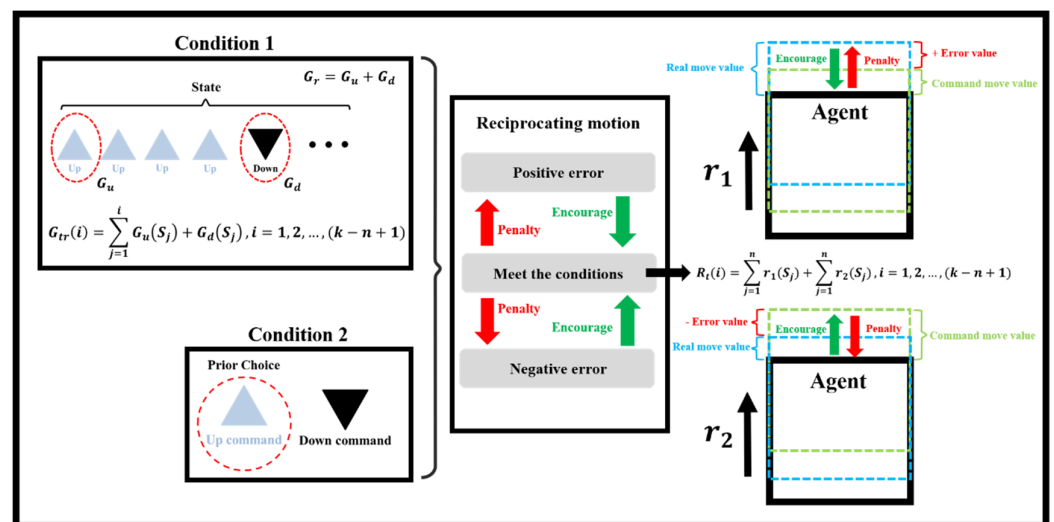 Condition 1
G_r = G_u + G_d
State
Up
Up
Up
Up
Down
G_u
G_d
G_tr(i) = ∑_{j=1}^{i} G_u(S_j) + G_d(S_j), i = 1, 2, …, (k − n + 1)
Condition 2
Prior Choice
Up command
Down command
Reciprocating motion
Positive error
Encourage
Penalty
Meet the conditions
Penalty
Encourage
Negative error
Real move value
Encourage
Penalty
+ Error value
Command move value
Agent
r_1
R_t(i) = ∑_{j=1}^{n} r_1(S_j) + ∑_{j=1}^{n} r_2(S_j), i = 1, 2, …, (k − n + 1)
- Error value
Real move value
Encourage
Penalty
Command move value
Agent
r_2